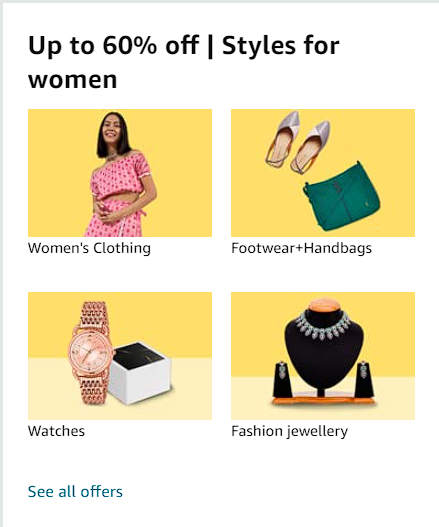 Up to 60% off | Styles for
women
Women's Clothing
Footwear+Handbags
Watches
Fashion jewellery
See all offers